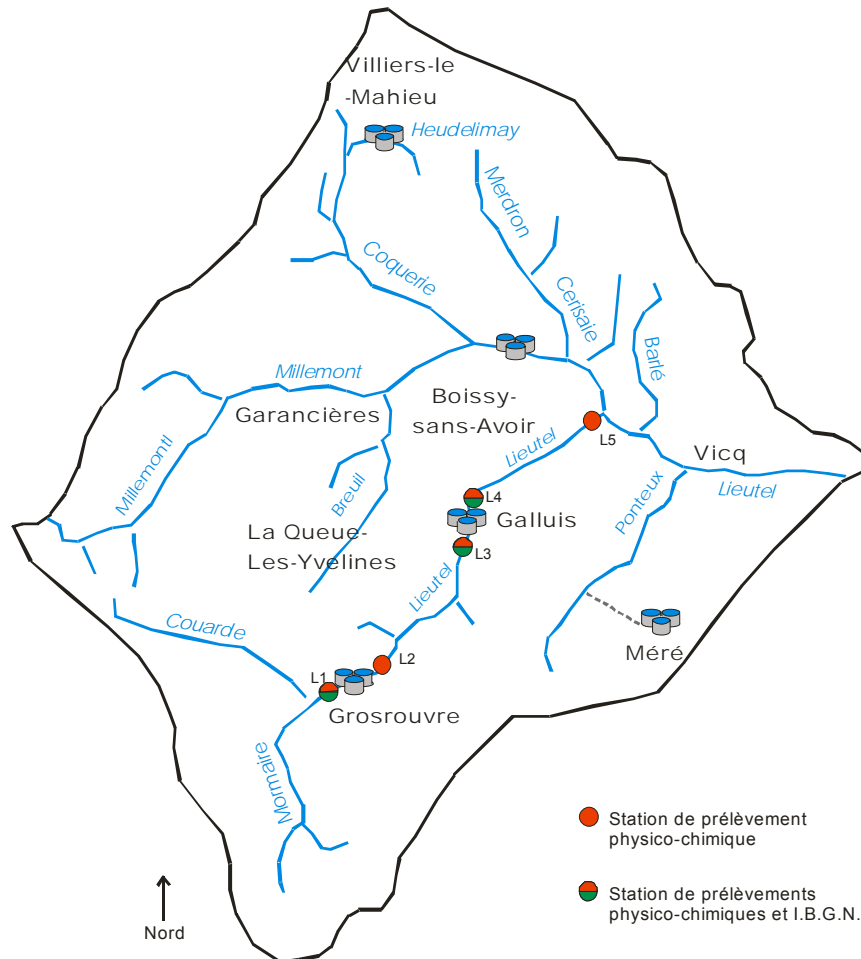 Villiers-le
-Mahieu
Heudelimay
Merdron
Coquerie
Cerisaie
Barlé
Millemont
Garancières
Boissy-
sans-Avoir
L5
Lieutel
Vicq
Lieutel
Millemontl
Breuil
L4
Galluis
Ponteux
La Queue-
Les-Yvelines
L3
Lieutel
Couarde
Méré
L2
L1
Grosrouvre
Mormaire
Station de prélèvement
physico-chimique
Station de prélèvements
physico-chimiques et I.B.G.N.
Nord